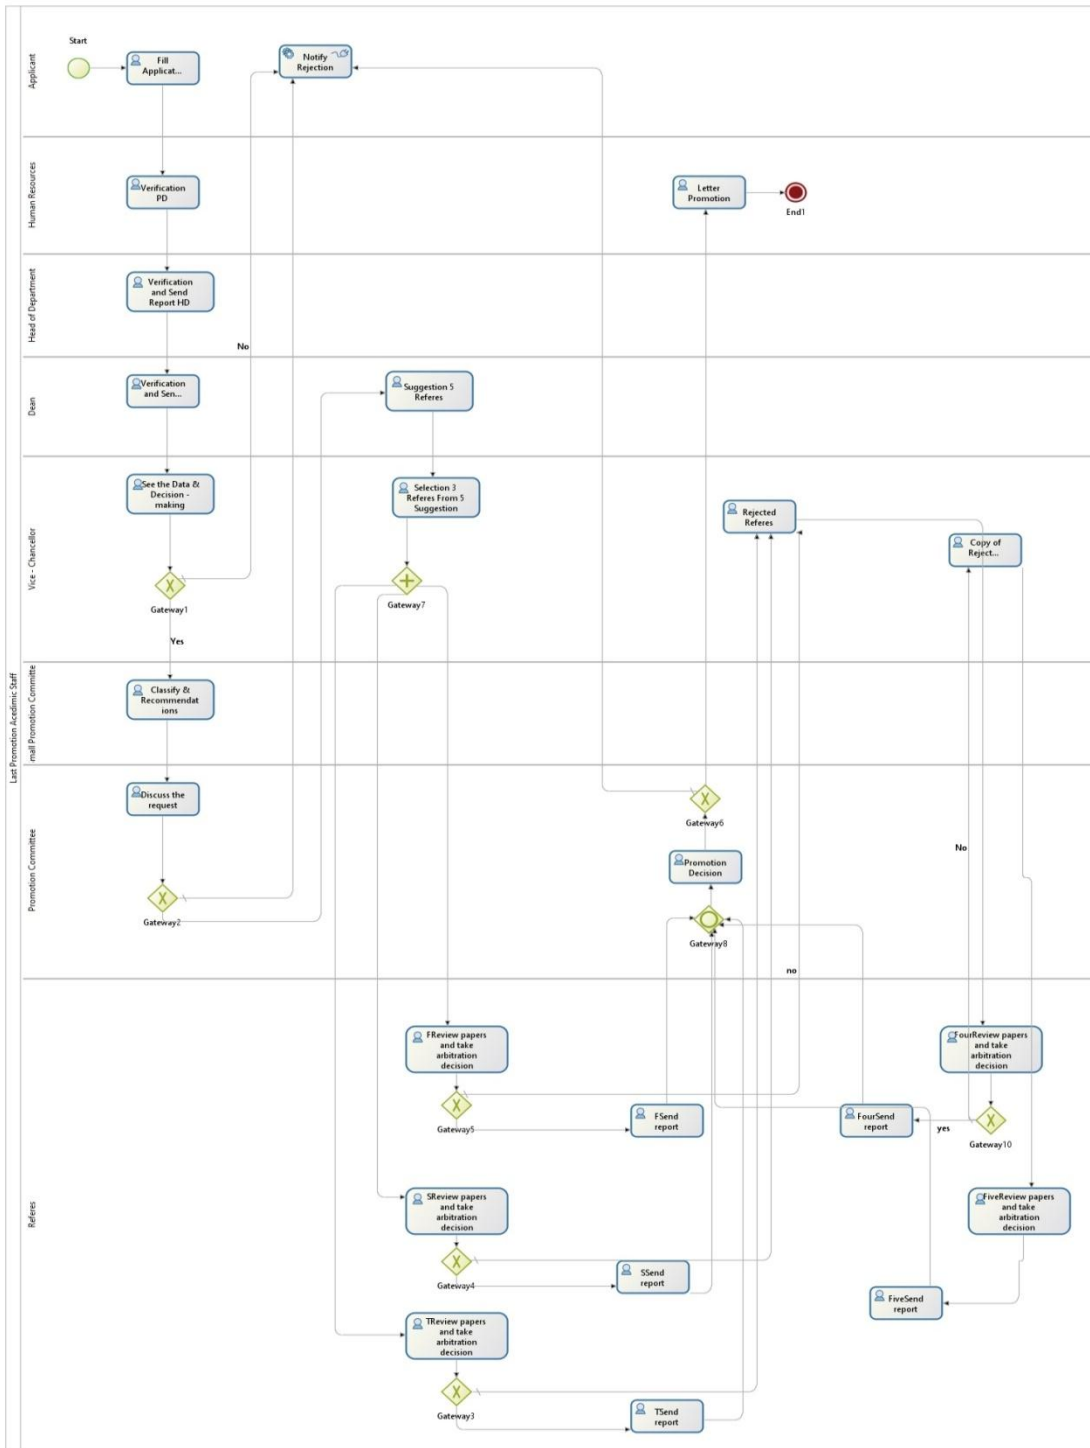 Last Promotion Acedimic Staff
Applicant
Start
Fill
Applicat...
Notify
Rejection
Human Resources
Verification
PD
Letter
Promotion
End1
Head of Department
Verification
and Send
Report HD
No
Dean
Verification
and Sen...
Suggestion 5
Referes
Vice - Chancellor
See the Data &
Decision -
making
Selection 3
Referes From 5
Suggestion
Rejected
Referes
Copy of
Reject...
Gateway1
Gateway7
Yes
mall Promotion Committe
Classify &
Recommendat
ions
Promotion Committee
Discuss the
request
Gateway6
Promotion
Decision
No
Gateway2
Gateway8
no
Referes
FReview papers
and take
arbitration
decision
FourReview papers
and take
arbitration
decision
Gateway5
FSend
report
FourSend
report
yes
Gateway10
SReview papers
and take
arbitration
decision
FiveReview papers
and take
arbitration
decision
Gateway4
SSend
report
FiveSend
report
TReview papers
and take
arbitration
decision
Gateway3
TSend
report